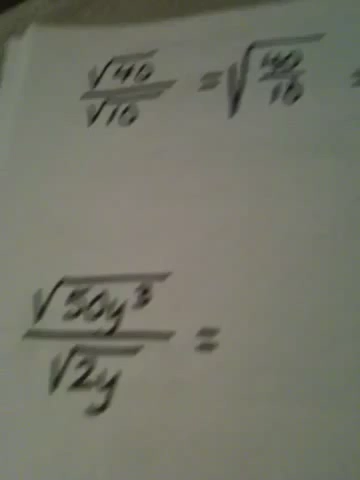 √40/√10 = √(40/10) =
√50y³/√2y =